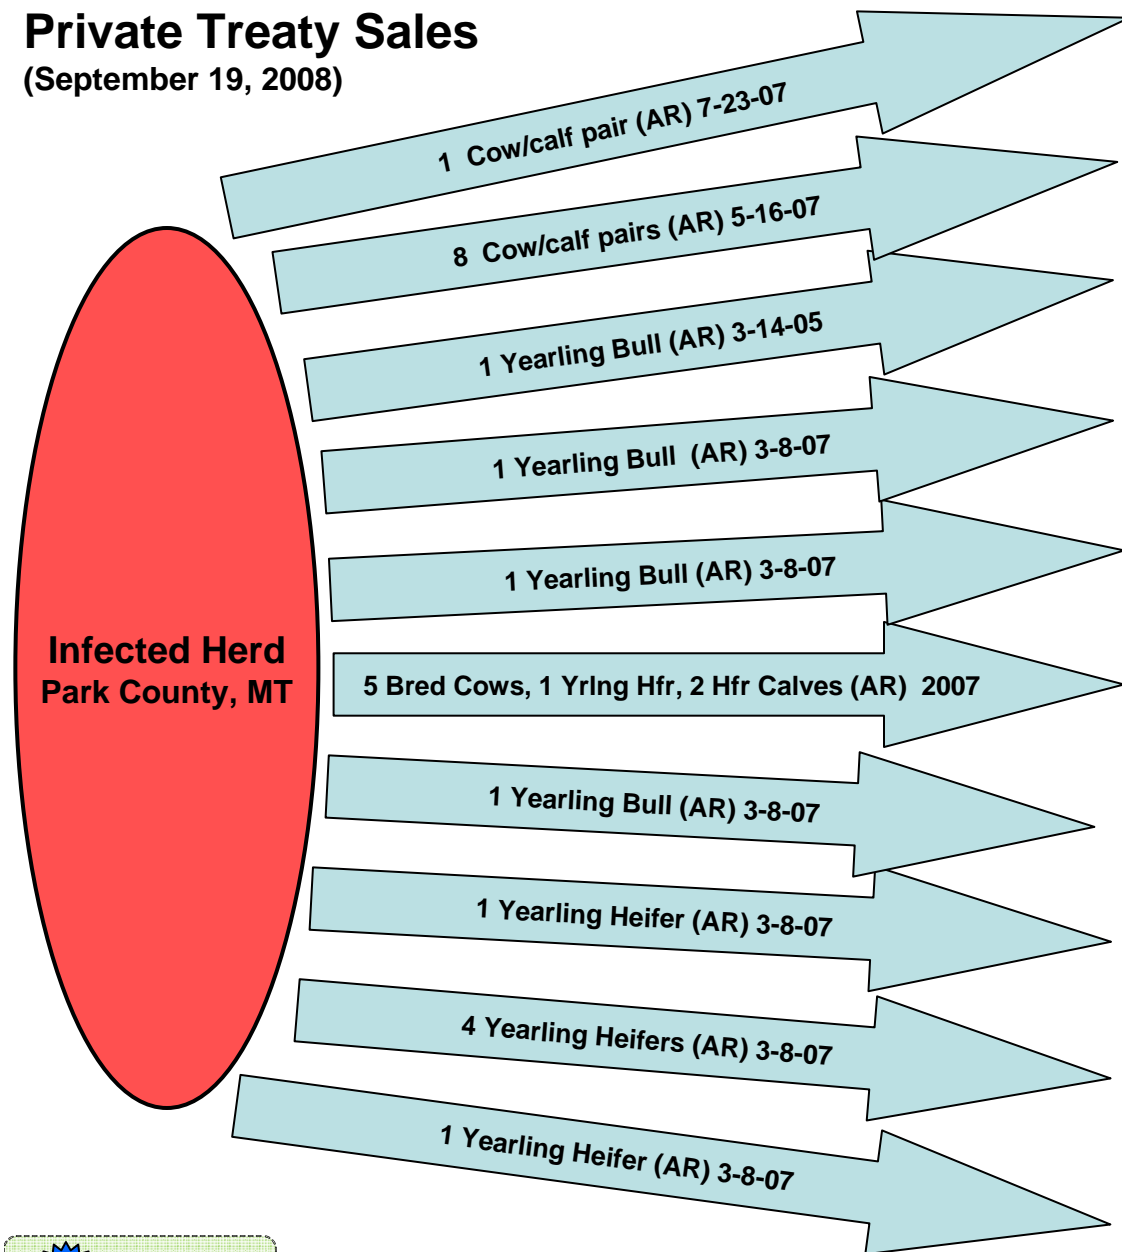 Private Treaty Sales
(September 19, 2008)
1  Cow/calf pair (AR) 7-23-07
8  Cow/calf pairs (AR) 5-16-07
1 Yearling Bull (AR) 3-14-05
1 Yearling Bull  (AR) 3-8-07
1 Yearling Bull (AR) 3-8-07
Infected Herd
Park County, MT
5 Bred Cows, 1 Yrlng Hfr, 2 Hfr Calves (AR)  2007
1 Yearling Bull (AR) 3-8-07
1 Yearling Heifer (AR) 3-8-07
4 Yearling Heifers (AR) 3-8-07
1 Yearling Heifer (AR) 3-8-07